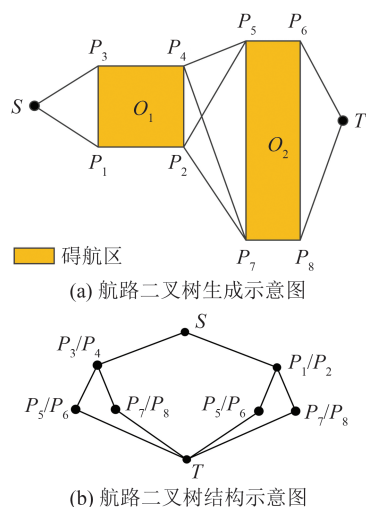 P5 P6
P3 P4
S O1 T
O2
P1 P2
P7 P8
碍航区
(a) 航路二叉树生成示意图
S
P3/P4 P1/P2
P5/P6 P7/P8 P5/P6 P7/P8
T
(b) 航路二叉树结构示意图